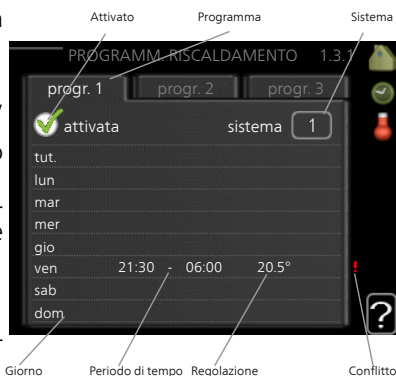 Attivato Programma Sistema
PROGRAMM. RISCALDAMENTO 1.3.1
progr. 1 progr. 2 progr. 3
attivata sistema 1
tut.
lun
mar
mer
gio
ven 21:30 - 06:00 20.5° !
sab
dom
?
Giorno Periodo di tempo Regolazione Conflitto